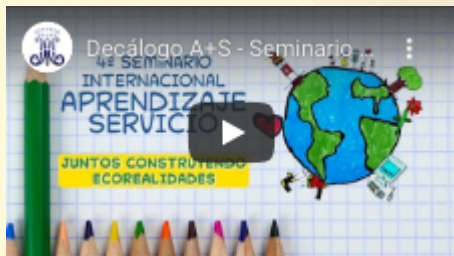 Decálogo A+S - Seminario
4º SEMINARIO
INTERNACIONAL
APRENDIZAJE
SERVICIO
JUNTOS CONSTRUYENDO
ECOREALIDADES